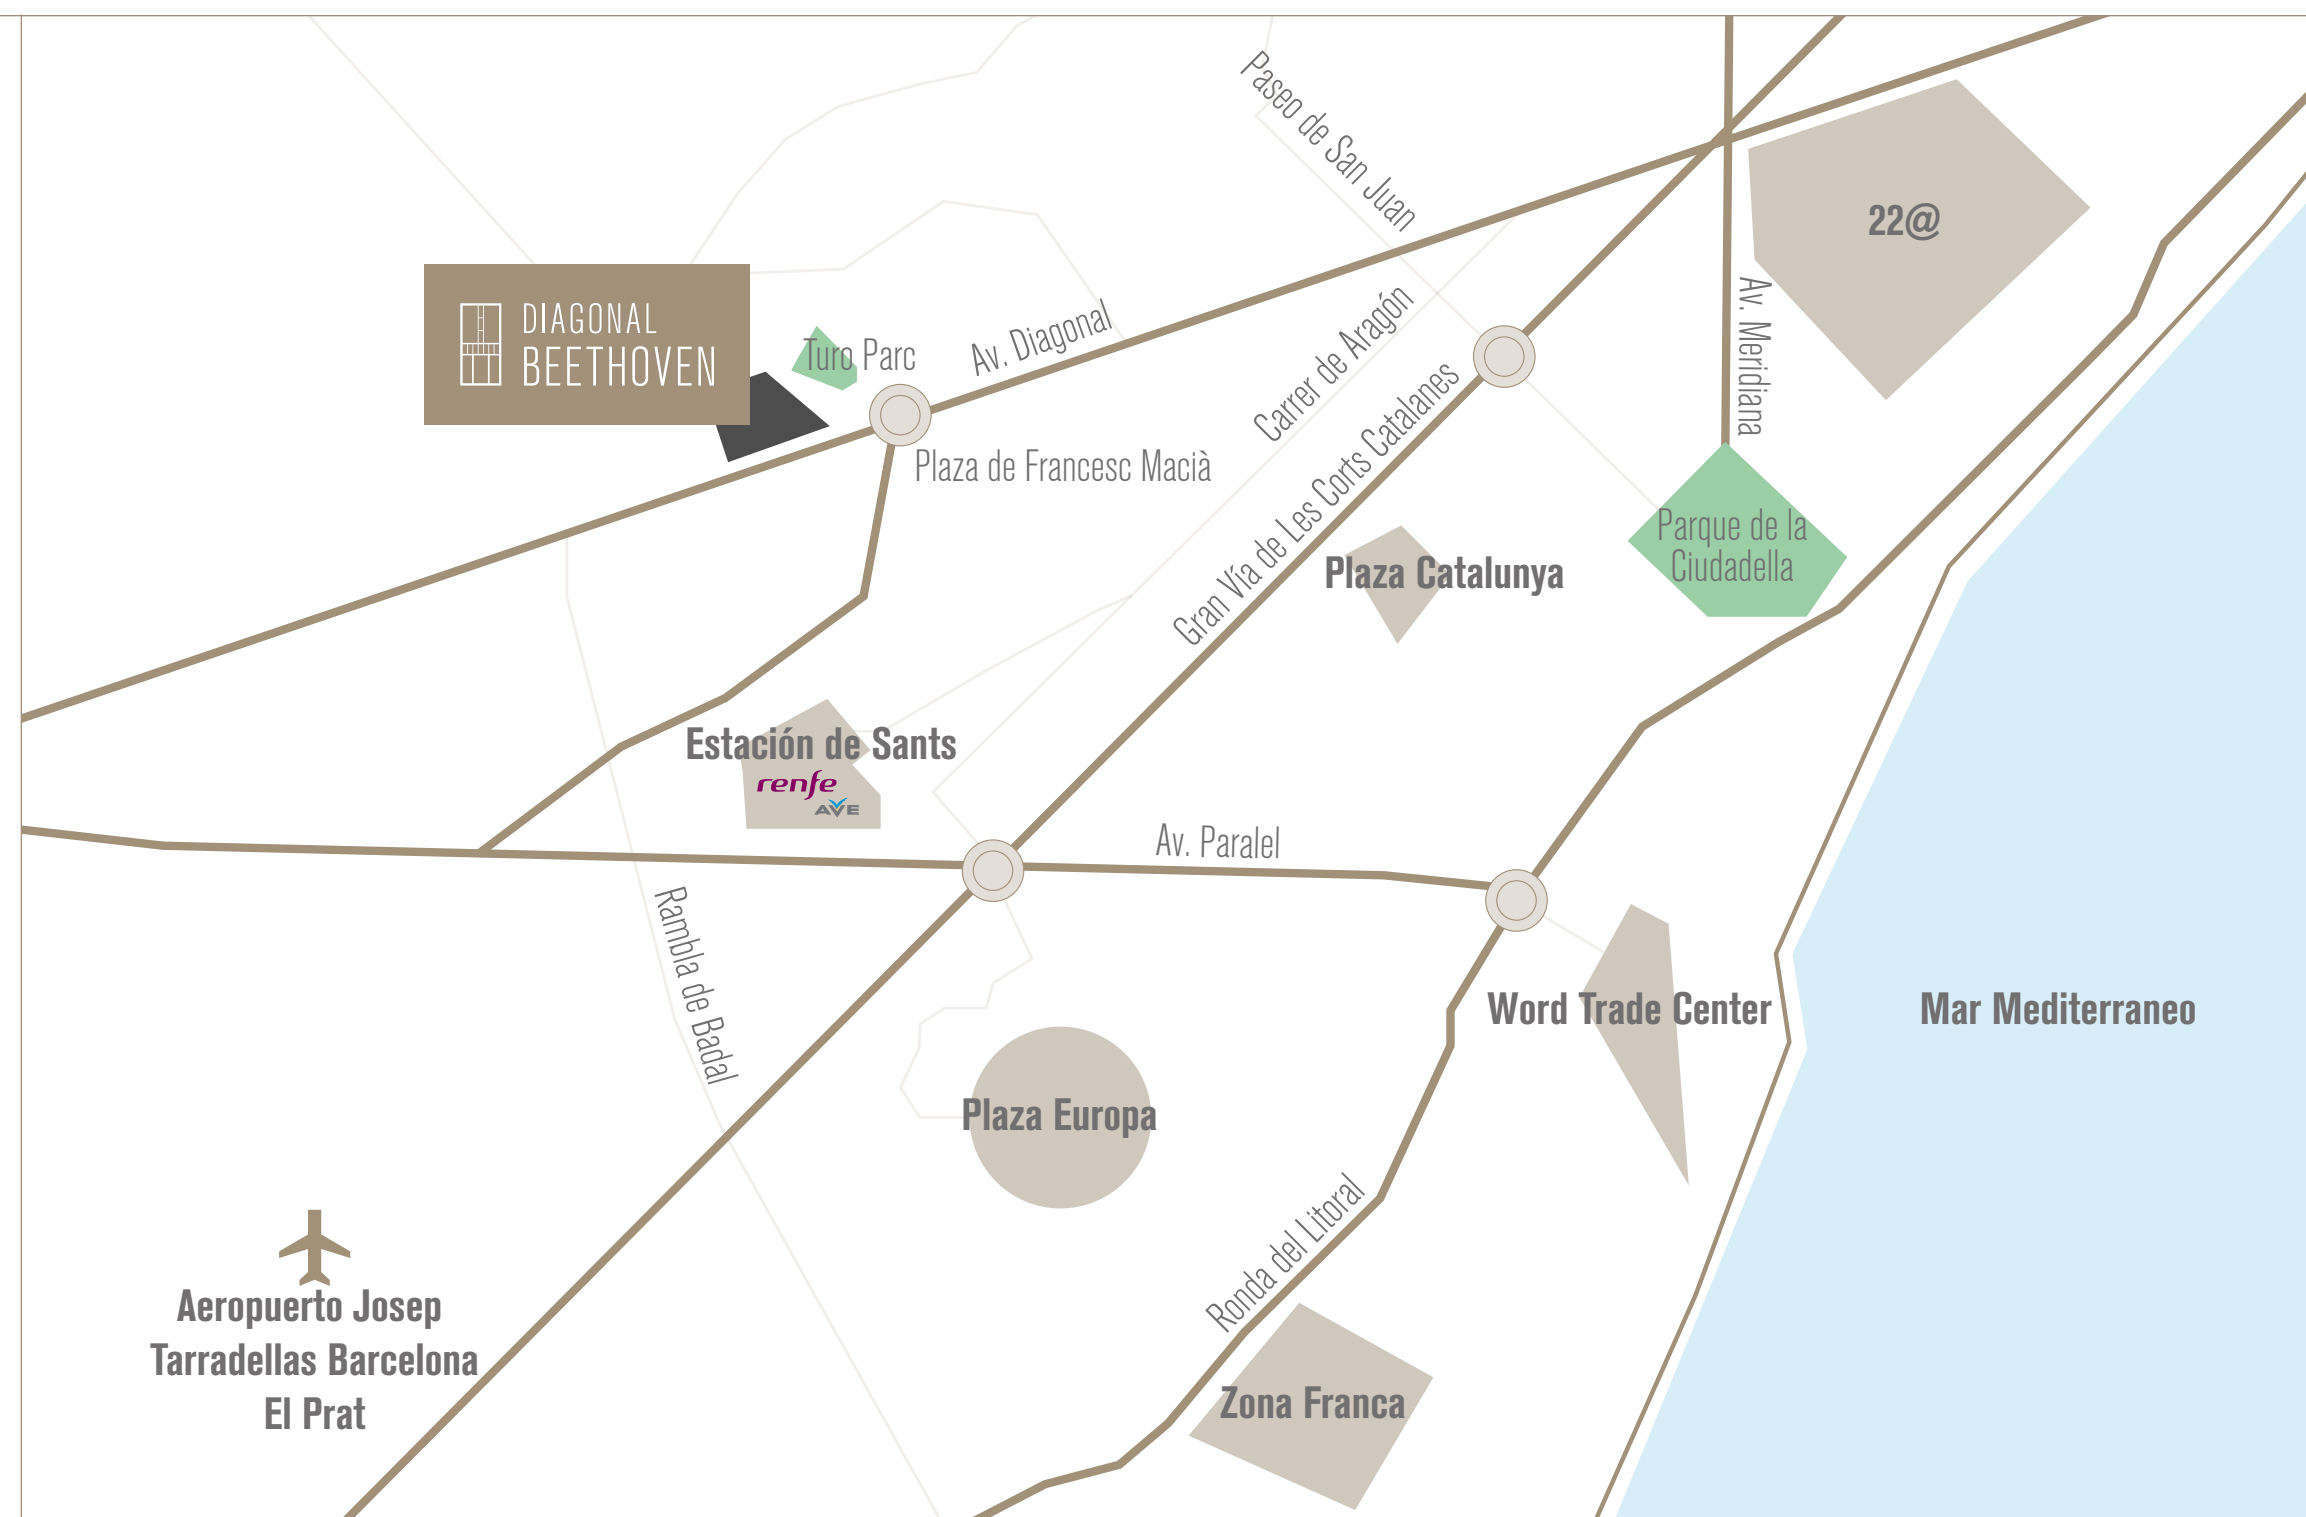 Paseo de San Juan
22@
DIAGONAL
BEETHOVEN
Turo Parc
Av. Diagonal
Carrer de Aragón
Av. Meridiana
Plaza de Francesc Macià
Gran Vía de Les Corts Catalanes
Plaza Catalunya
Parque de la
Ciudadella
Estación de Sants
renfe
AVE
Av. Paralel
Rambla de Badal
Word Trade Center
Mar Mediterraneo
Plaza Europa
Ronda del Litoral
Aeropuerto Josep
Tarradellas Barcelona
El Prat
Zona Franca